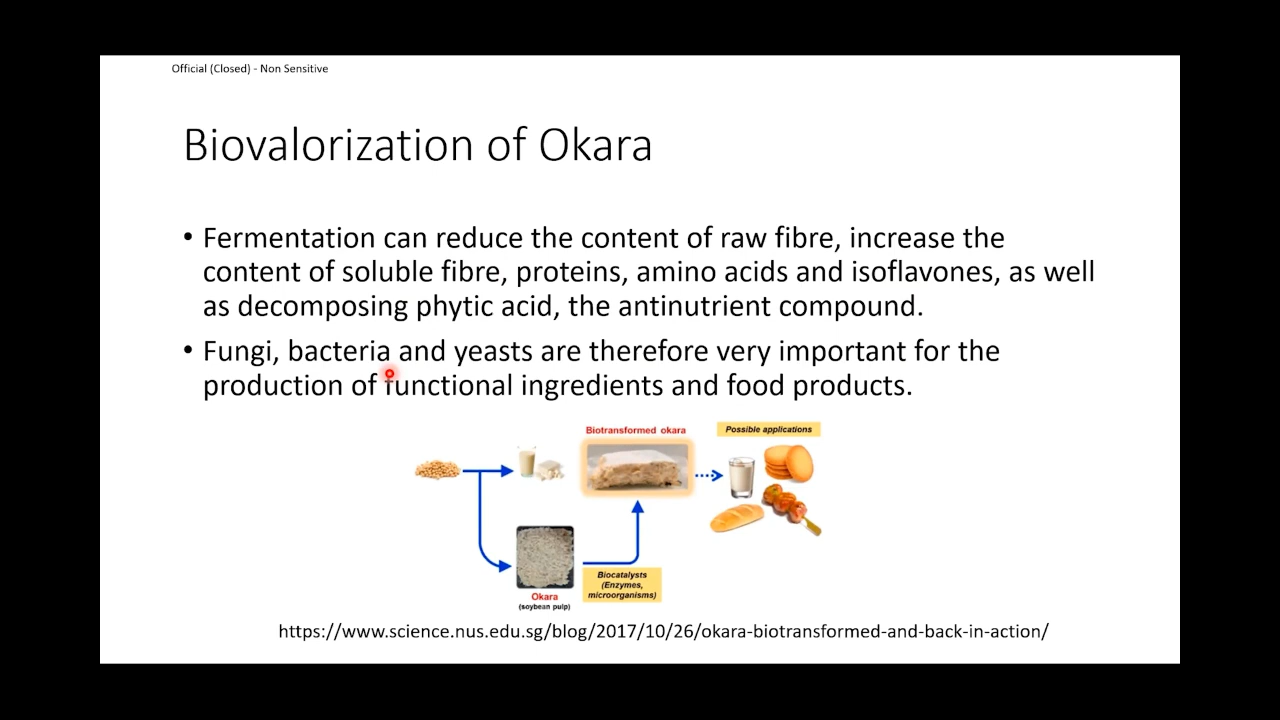 Official (Closed) - Non Sensitive
Biovalorization of Okara
• Fermentation can reduce the content of raw fibre, increase the
content of soluble fibre, proteins, amino acids and isoflavones, as well
as decomposing phytic acid, the antinutrient compound.
• Fungi, bacteria and yeasts are therefore very important for the
production of functional ingredients and food products.
Biotransformed okara
Possible applications
Okara
(soybean pulp)
Biocatalysts
(Enzymes,
microorganisms)
https://www.science.nus.edu.sg/blog/2017/10/26/okara-biotransformed-and-back-in-action/